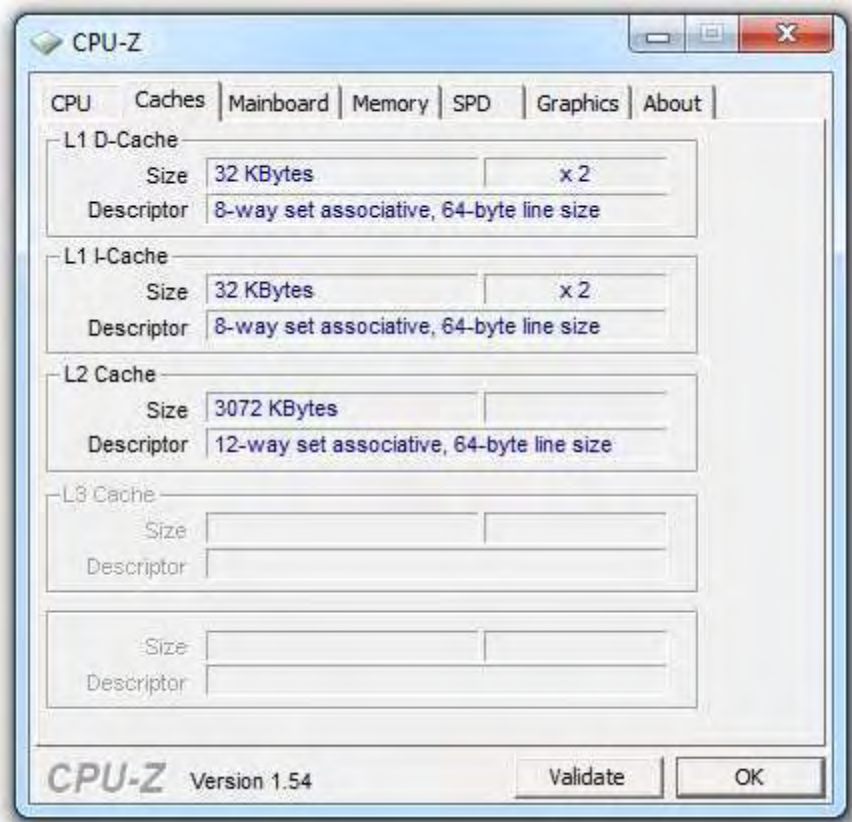 CPU-Z
CPU Caches Mainboard Memory SPD Graphics About
L1 D-Cache
Size 32 KBytes x 2
Descriptor 8-way set associative, 64-byte line size
L1 I-Cache
Size 32 KBytes x 2
Descriptor 8-way set associative, 64-byte line size
L2 Cache
Size 3072 KBytes
Descriptor 12-way set associative, 64-byte line size
L3 Cache
Size
Descriptor
Size
Descriptor
CPU-Z Version 1.54 Validate OK